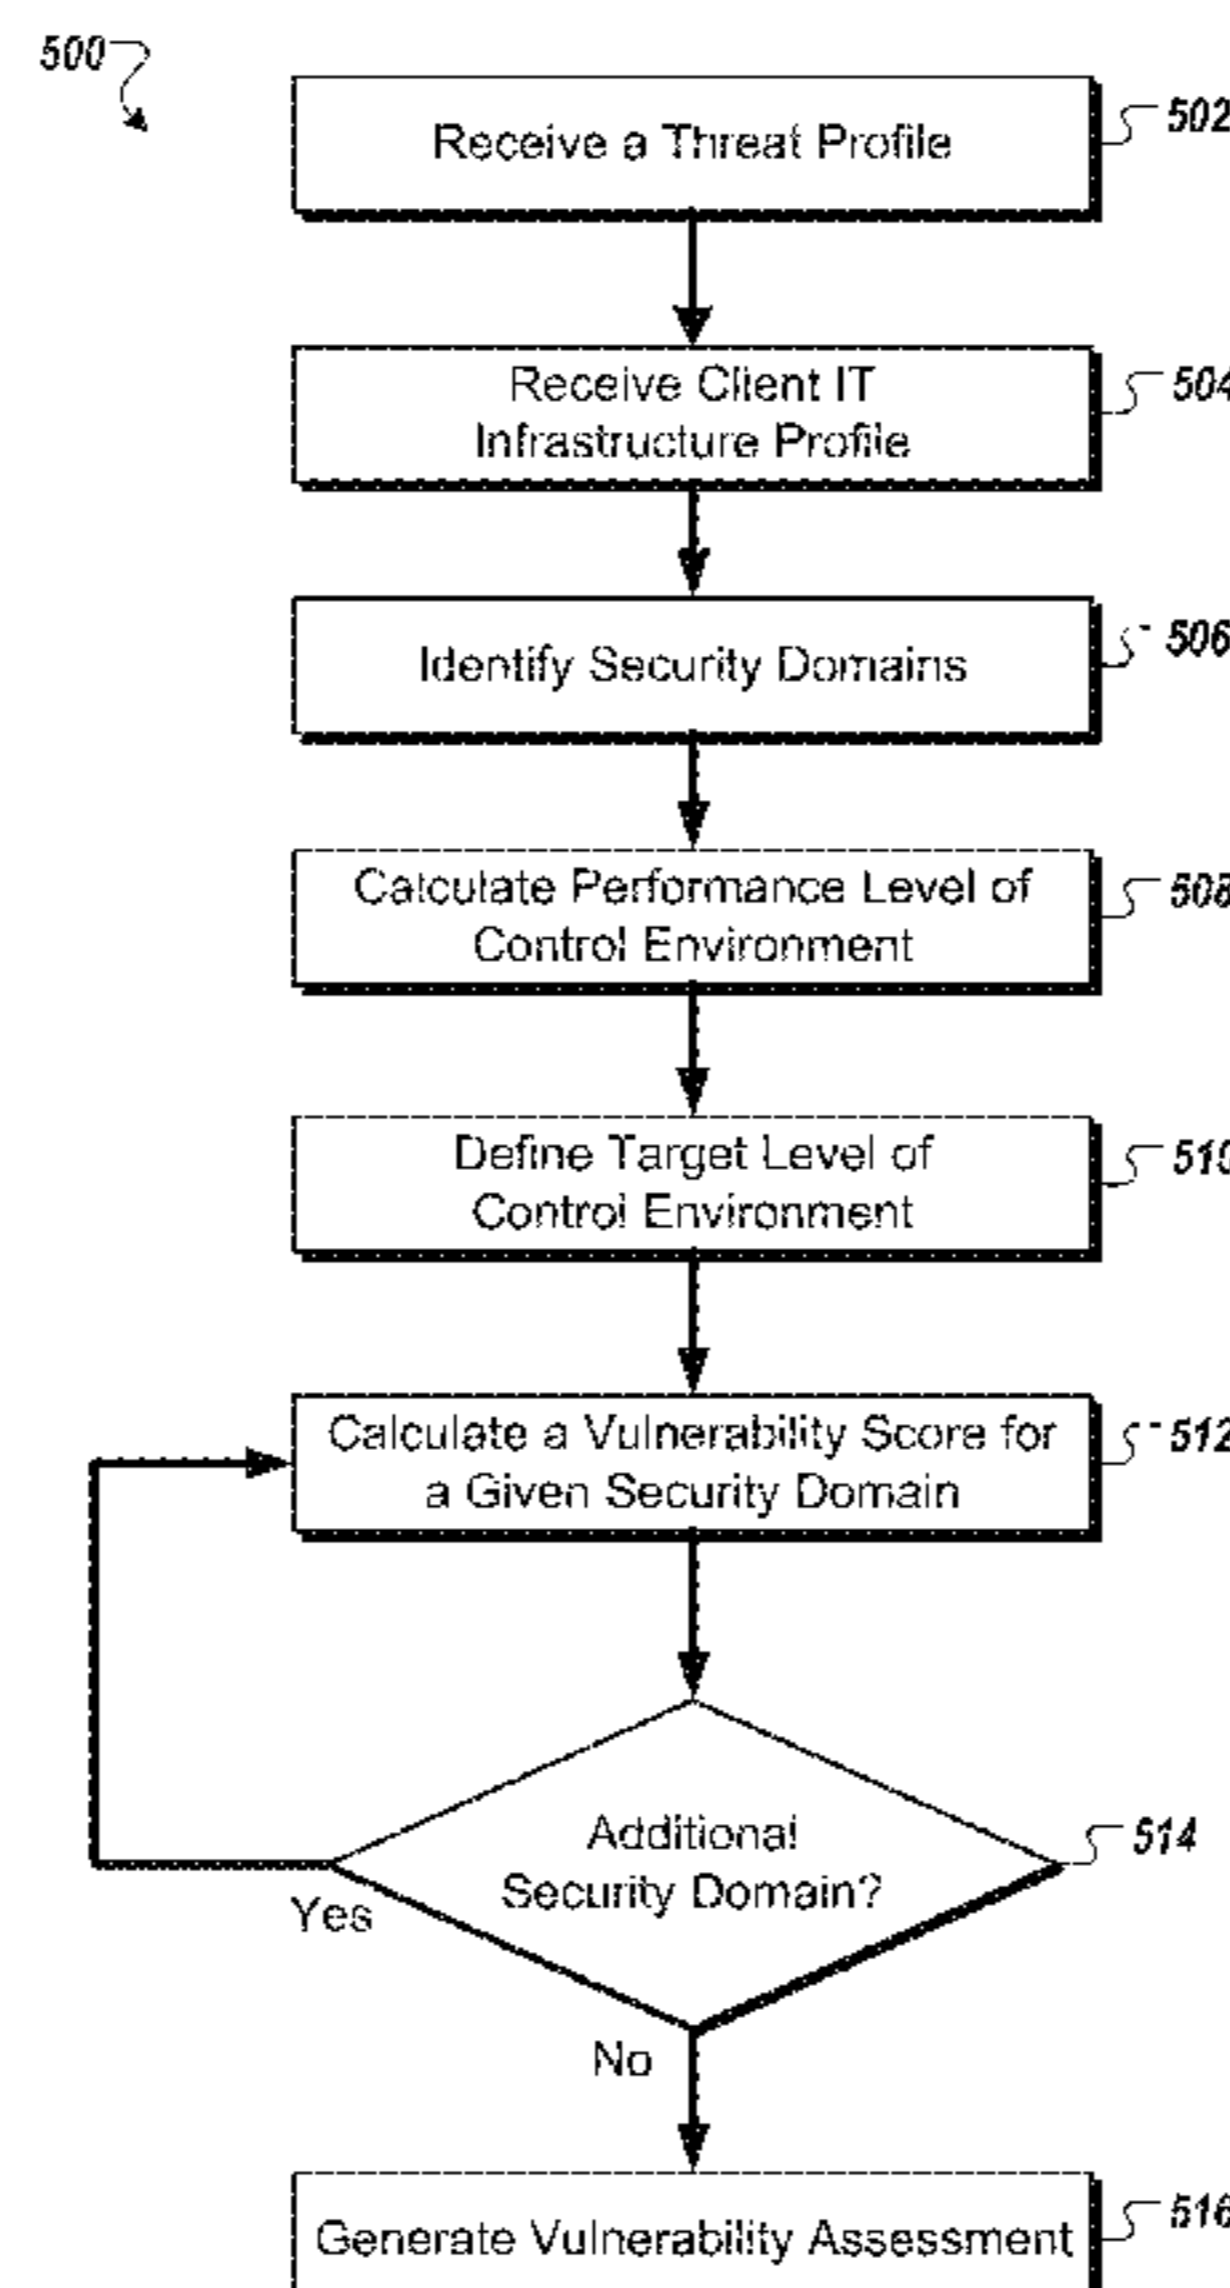 500
Receive a Threat Profile
502
Receive Client IT
Infrastructure Profile
504
Identify Security Domains
506
Calculate Performance Level of
Control Environment
508
Define Target Level of
Control Environment
510
Calculate a Vulnerability Score for
a Given Security Domain
512
Additional
Security Domain?
514
Yes
No
Generate Vulnerability Assessment
516